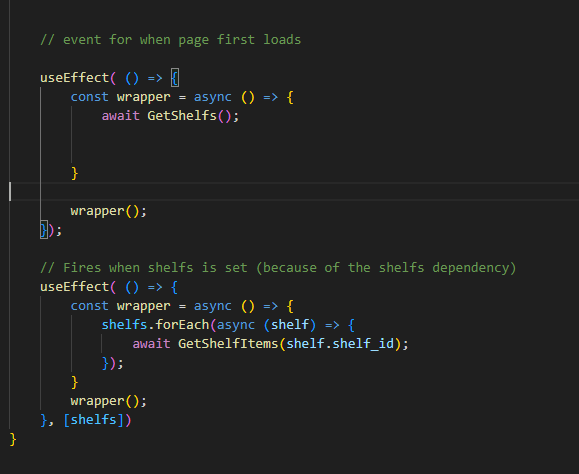 // event for when page first loads
useEffect( () => {
const wrapper = async () => {
await GetShelfs();
}
wrapper();
});
// Fires when shelfs is set (because of the shelfs dependency)
useEffect( () => {
const wrapper = async () => {
shelfs.forEach(async (shelf) => {
await GetShelfItems(shelf.shelf_id);
});
}
wrapper();
}, [shelfs])
}